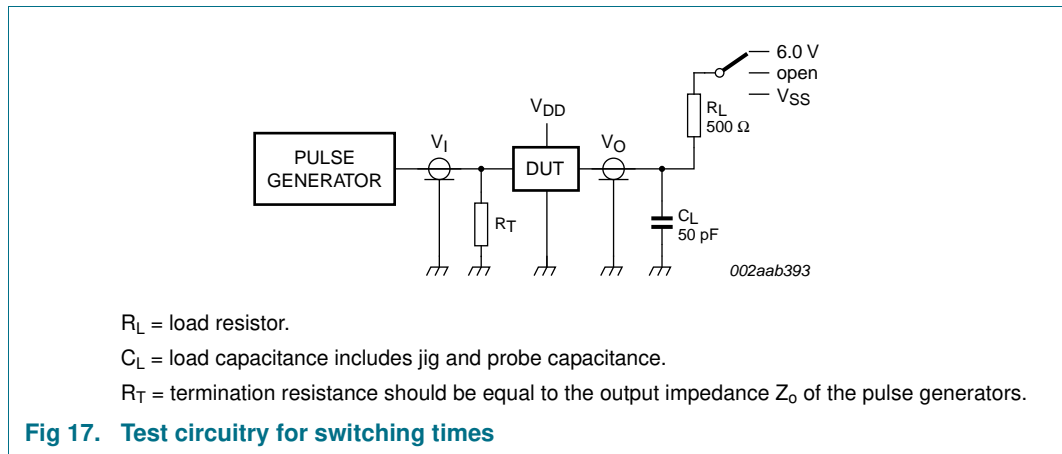 6.0 V
open
VSS
RL
500 Ω
VDD
VI
VO
PULSE
GENERATOR
DUT
RT
CL
50 pF
002aab393
RL = load resistor.
CL = load capacitance includes jig and probe capacitance.
RT = termination resistance should be equal to the output impedance Zo of the pulse generators.
Fig 17. Test circuitry for switching times